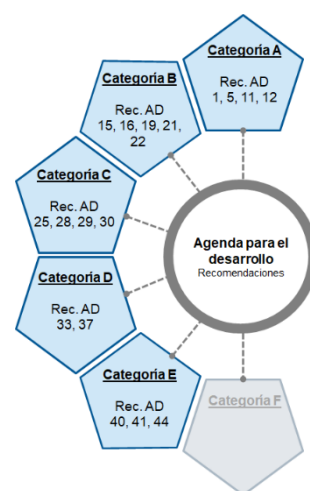 Categoría A
Rec. AD
1, 5, 11, 12
Categoría B
Rec. AD
15, 16, 19, 21,
22
Categoría C
Rec. AD
25, 28, 29, 30
Categoría D
Rec. AD
33, 37
Categoría E
Rec. AD
40, 41, 44
Categoría F
Agenda para el
desarrollo
Recomendaciones